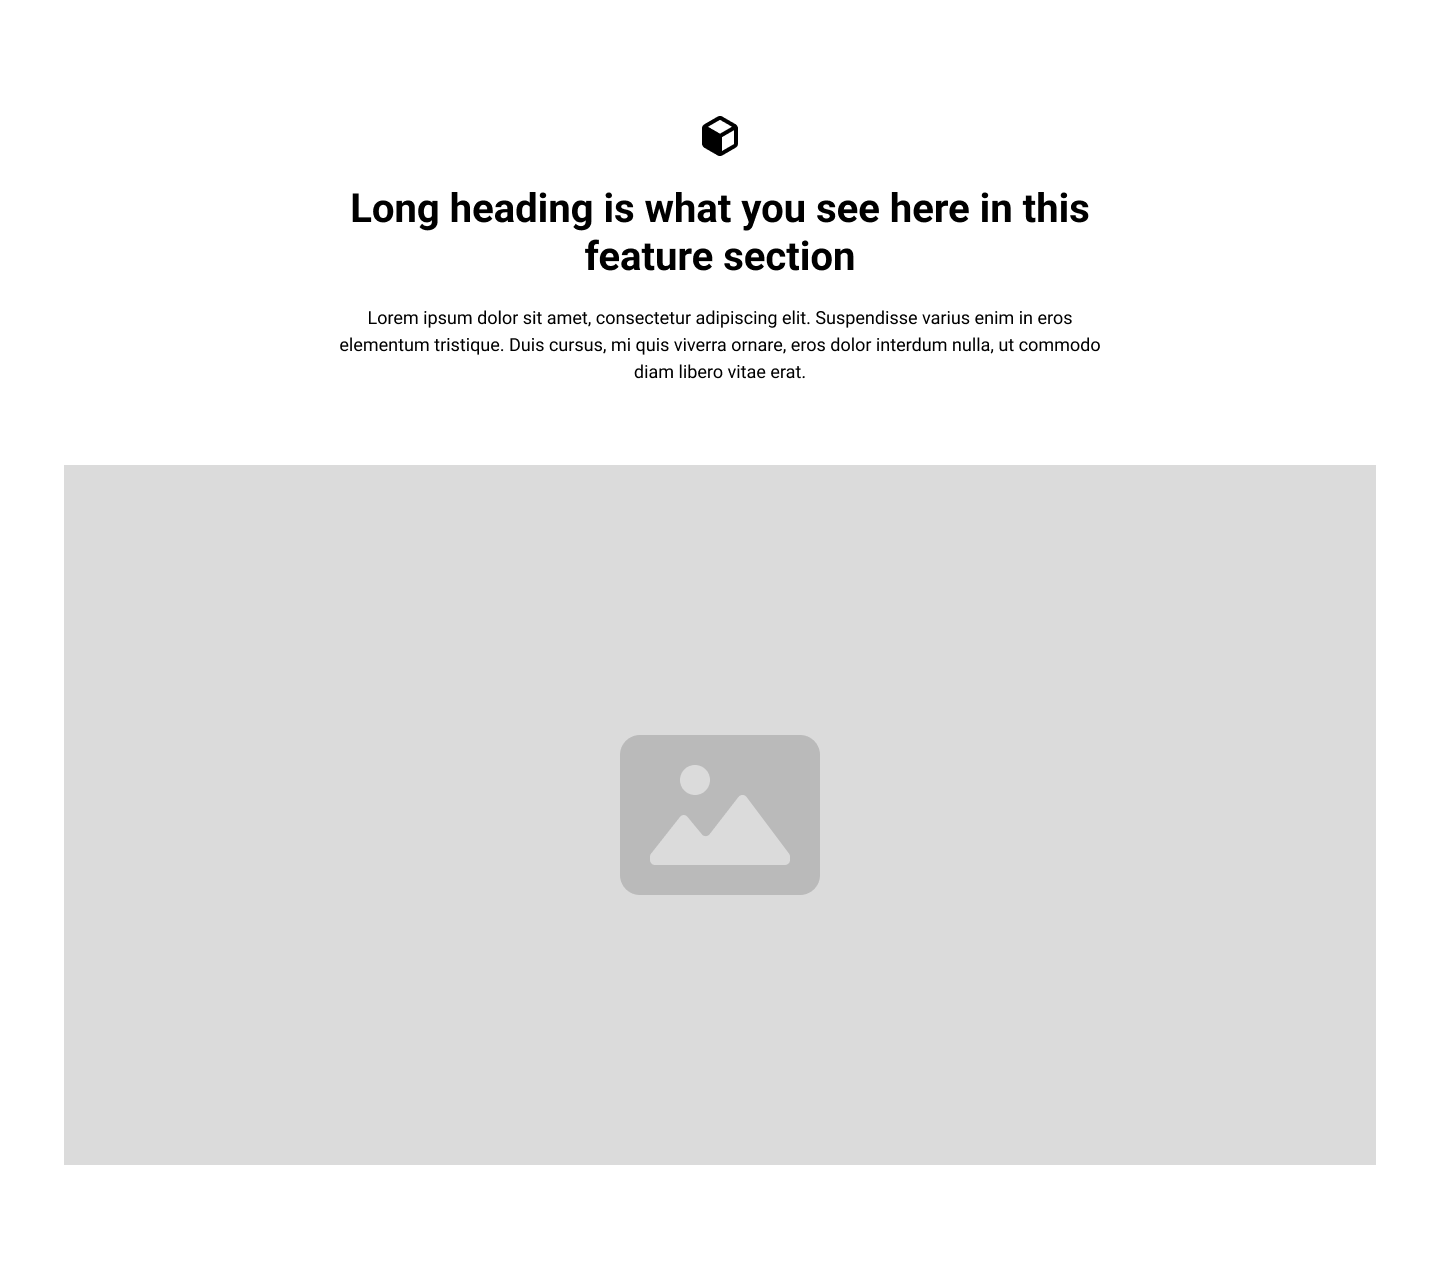 Long heading is what you see here in this
feature section
Lorem ipsum dolor sit amet, consectetur adipiscing elit. Suspendisse varius enim in eros
elementum tristique. Duis cursus, mi quis viverra ornare, eros dolor interdum nulla, ut commodo
diam libero vitae erat.